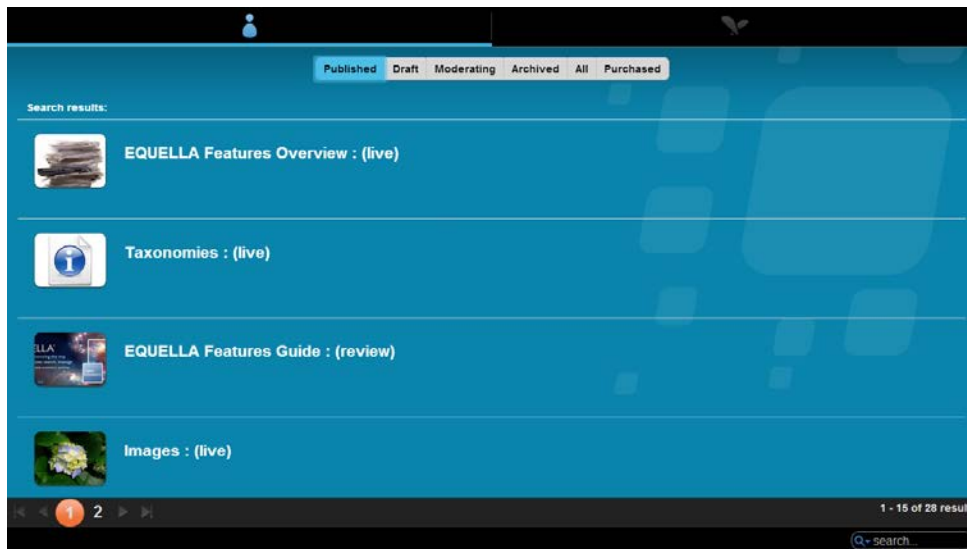 Published Draft Moderating Archived All Purchased
Search results:
EQUELLA Features Overview : (live)
Taxonomies : (live)
EQUELLA Features Guide : (review)
Images : (live)
1 2
1 - 15 of 28 resul
search...